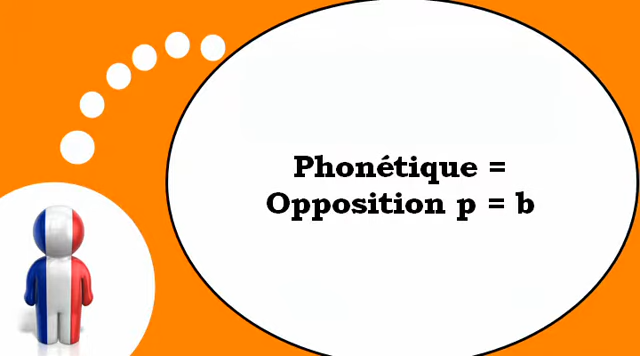 Phonétique =
Opposition p = b